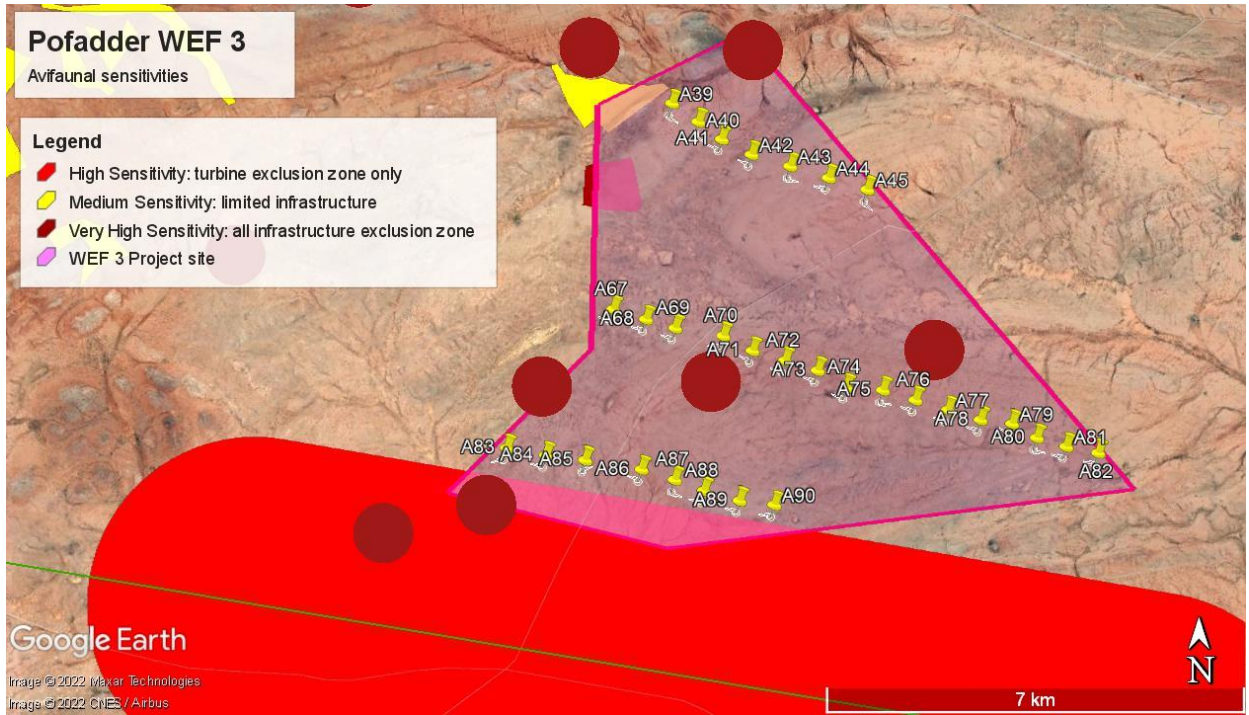 Pofadder WEF 3
Avifaunal sensitivities
Legend
High Sensitivity: turbine exclusion zone only
Medium Sensitivity: limited infrastructure
Very High Sensitivity: all infrastructure exclusion zone
WEF 3 Project site
A39
A40
A41
A42
A43
A44
A45
A67
A68
A69
A70
A71
A72
A73
A74
A75
A76
A77
A78
A79
A80
A81
A82
A83
A84
A85
A86
A87
A88
A89
A90
Google Earth
Image © 2022 Maxar Technologies
Image © 2022 CNES / Airbus
N
7 km